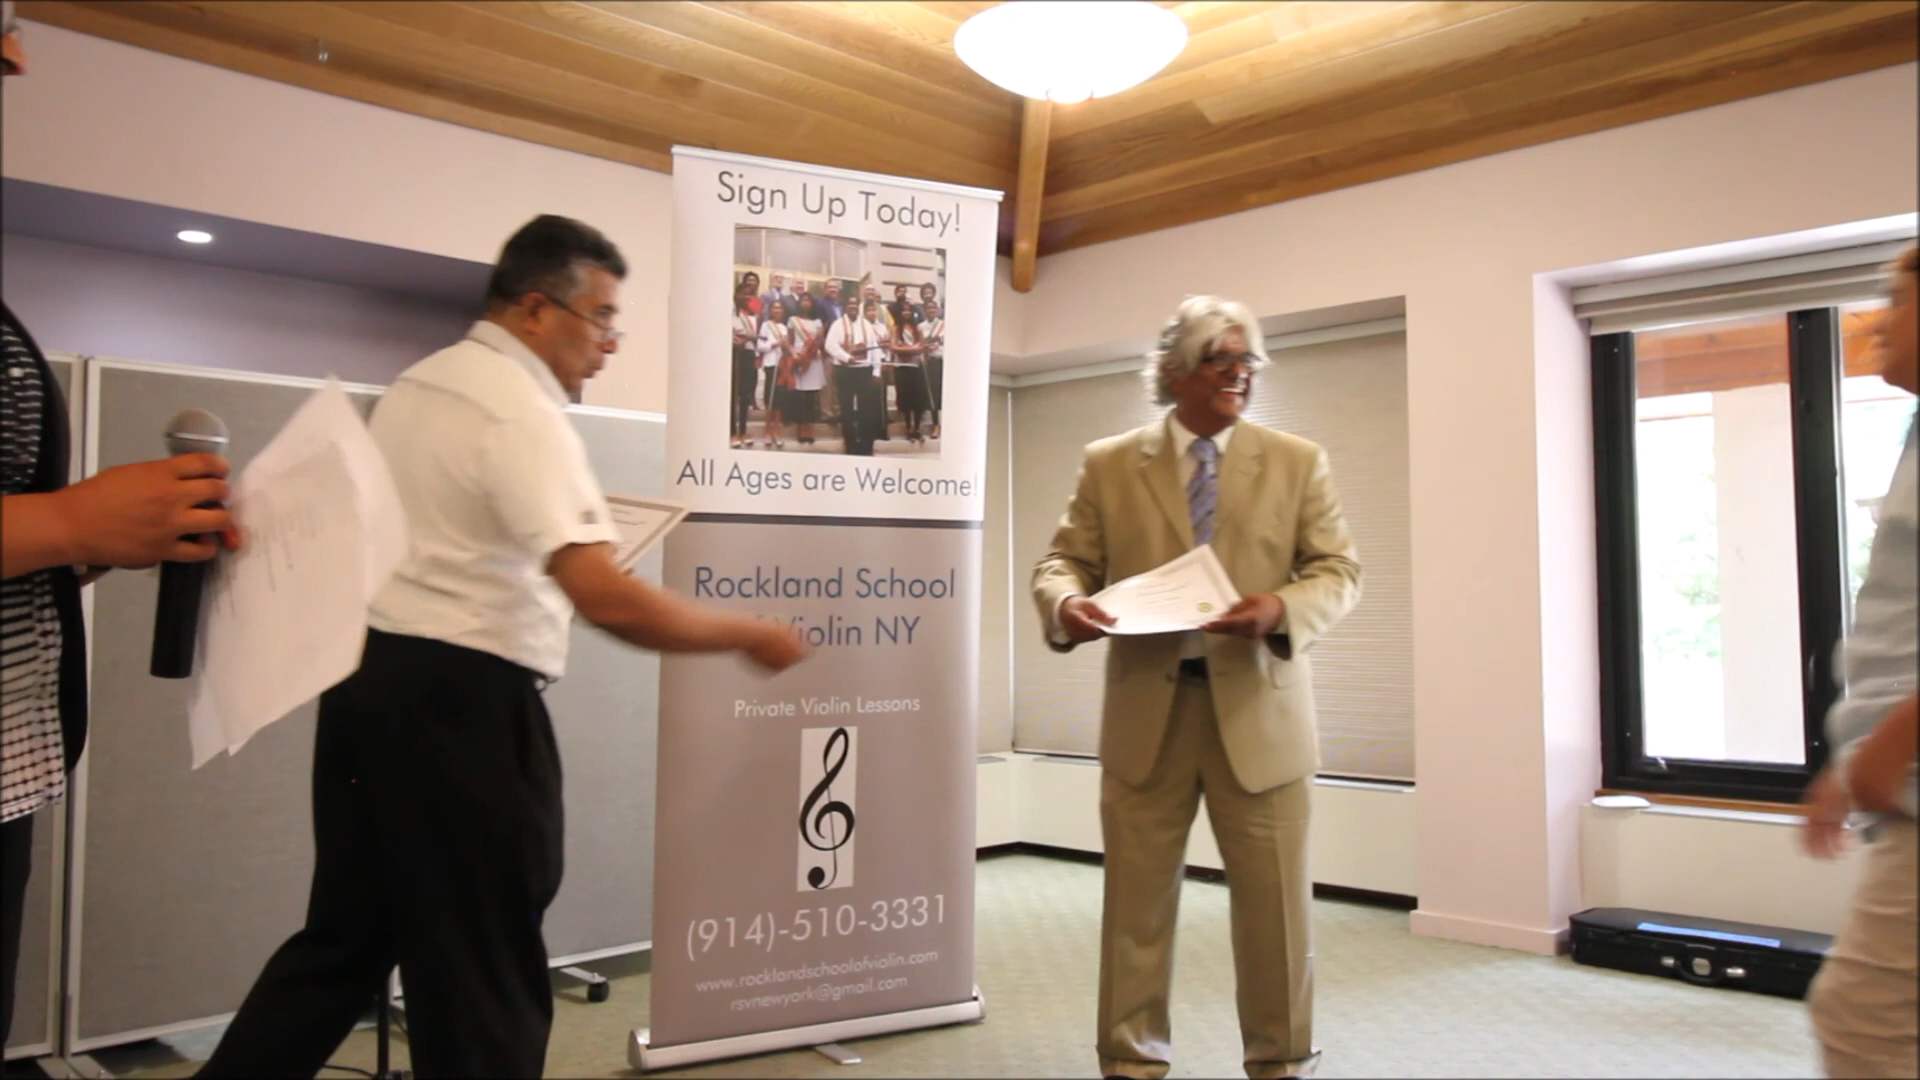 Sign Up Today!
All Ages are Welcome!
Rockland School
Violin NY
Private Violin Lessons
(914)-510-3331
www.rocklandschoolofviolin.com
rsvnewyork@gmail.com